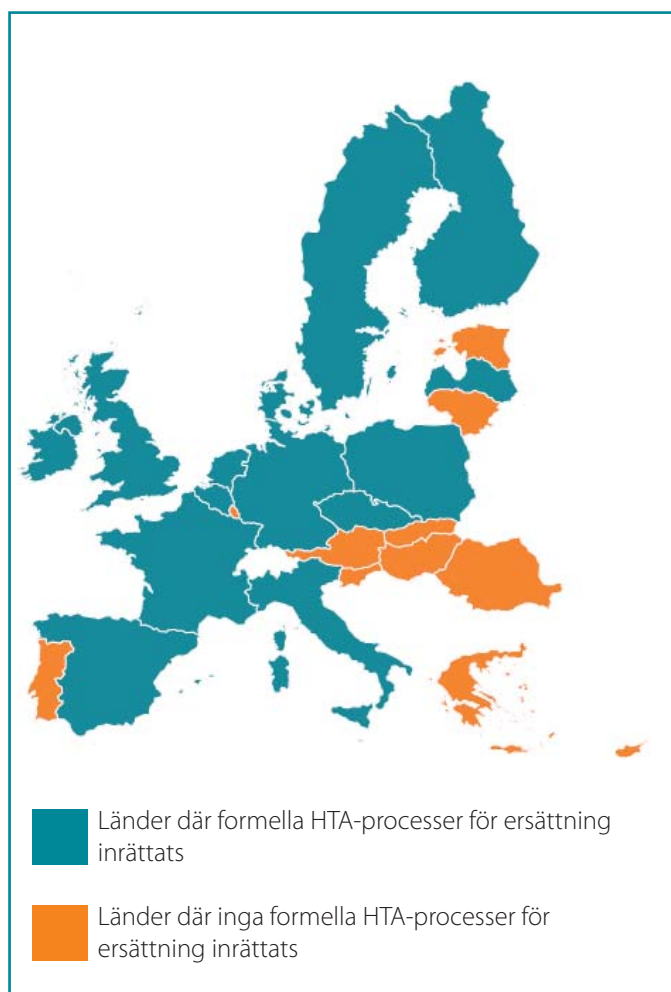 Länder där formella HTA-processer för ersättning
inrättats
Länder där inga formella HTA-processer för
ersättning inrättats